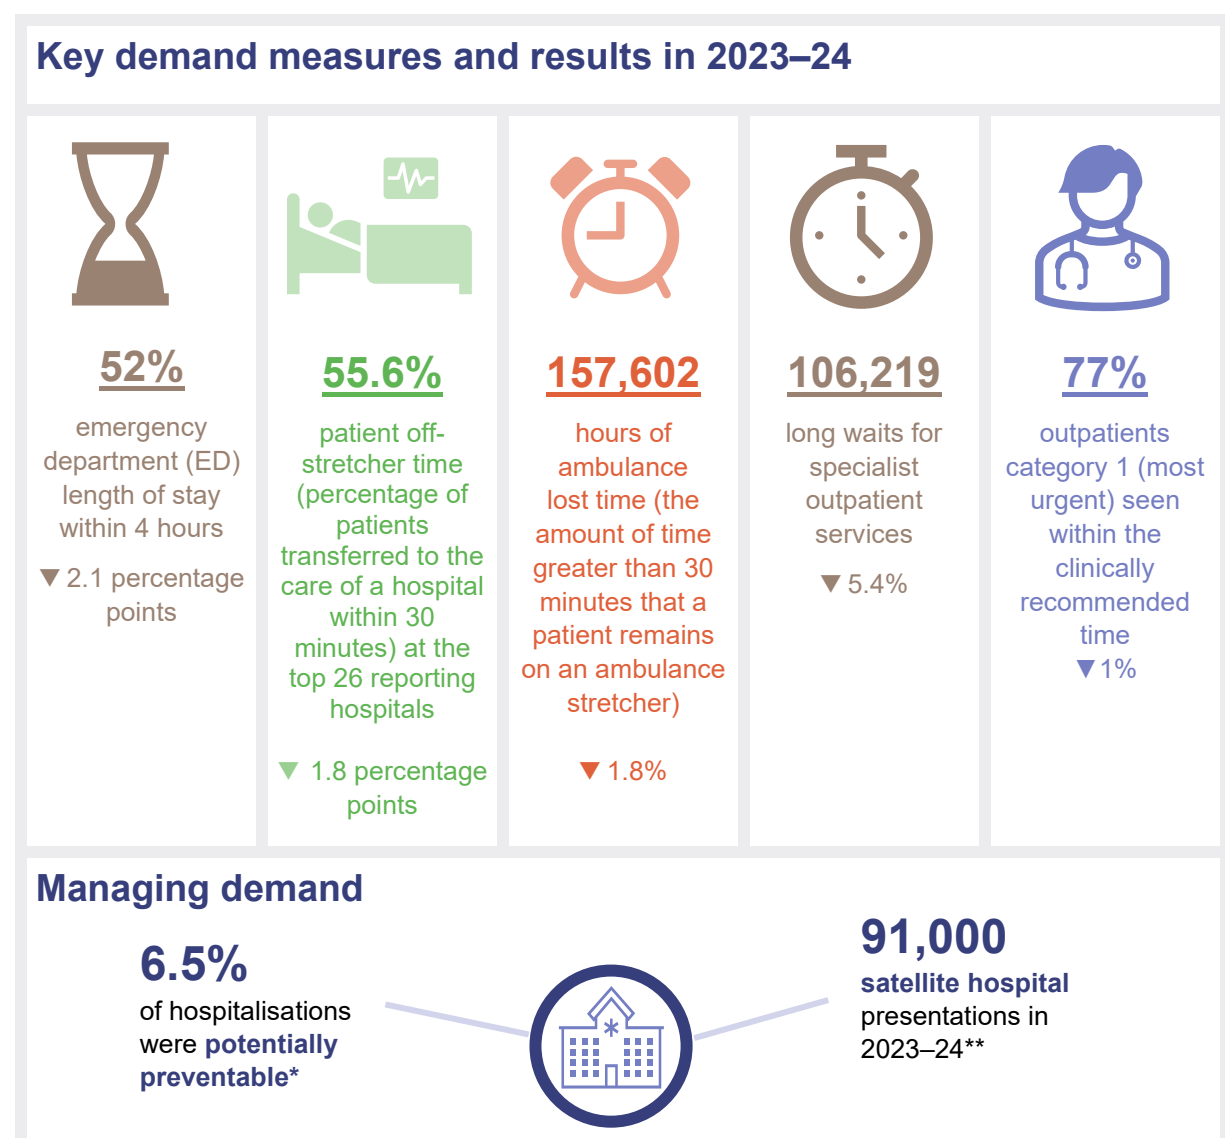 Key demand measures and results in 2023–24
52%
emergency
department (ED)
length of stay
within 4 hours
▼ 2.1 percentage
points
55.6%
patient off-
stretcher time
(percentage of
patients
transferred to the
care of a hospital
within 30
minutes) at the
top 26 reporting
hospitals
▼ 1.8 percentage
points
157,602
hours of
ambulance
lost time (the
amount of time
greater than 30
minutes that a
patient remains
on an ambulance
stretcher)
▼ 1.8%
106,219
long waits for
specialist
outpatient
services
▼ 5.4%
77%
outpatients
category 1 (most
urgent) seen
within the
clinically
recommended
time
▼ 1%
Managing demand
6.5%
of hospitalisations
were potentially
preventable*
91,000
satellite hospital
presentations in
2023–24**